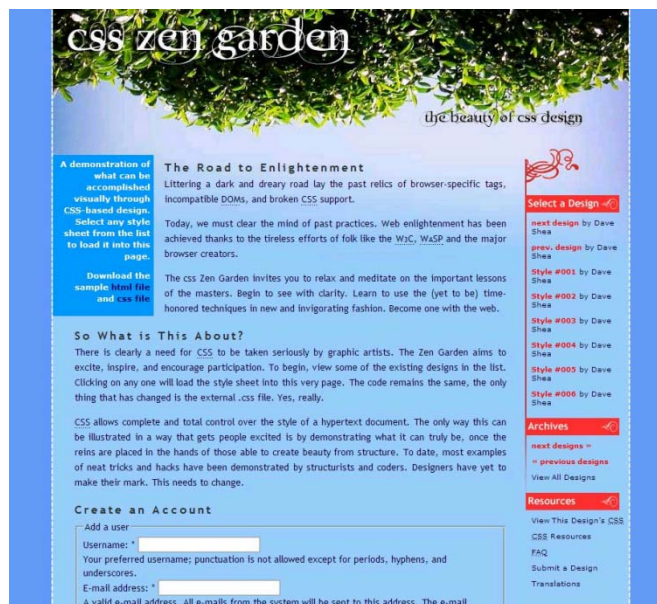 css zen garden
the beauty of css design
A demonstration of
what can be
accomplished
visually through
CSS-based design.
Select any style
sheet from the list
to load it into this
page.
Download the
sample html file
and css file
The Road to Enlightenment
Littering a dark and dreary road lay the past relics of browser-specific tags,
incompatible DOMs, and broken CSS support.
Today, we must clear the mind of past practices. Web enlightenment has been
achieved thanks to the tireless efforts of folk like the W3C, WaSP and the major
browser creators.
The css Zen Garden invites you to relax and meditate on the important lessons
of the masters. Begin to see with clarity. Learn to use the (yet to be) time-
honored techniques in new and invigorating fashion. Become one with the web.
So What is This About?
There is clearly a need for CSS to be taken seriously by graphic artists. The Zen Garden aims to
excite, inspire, and encourage participation. To begin, view some of the existing designs in the list.
Clicking on any one will load the style sheet into this very page. The code remains the same, the only
thing that has changed is the external .css file. Yes, really.
CSS allows complete and total control over the style of a hypertext document. The only way this can
be illustrated in a way that gets people excited is by demonstrating what it can truly be, once the
reins are placed in the hands of those able to create beauty from structure. To date, most examples
of neat tricks and hacks have been demonstrated by structurists and coders. Designers have yet to
make their mark. This needs to change.
Create an Account
Add a user
Username: *
Your preferred username; punctuation is not allowed except for periods, hyphens, and
underscores.
E-mail address: *
A valid e-mail address. All e-mails from the system will be sent to this address. The e-mail
Select a Design
next design by Dave
Shea
prev. design by Dave
Shea
Style #001 by Dave
Shea
Style #002 by Dave
Shea
Style #003 by Dave
Shea
Style #004 by Dave
Shea
Style #005 by Dave
Shea
Style #006 by Dave
Shea
Archives
next designs »
« previous designs
View All Designs
Resources
View This Design's CSS
CSS Resources
FAQ
Submit a Design
Translations